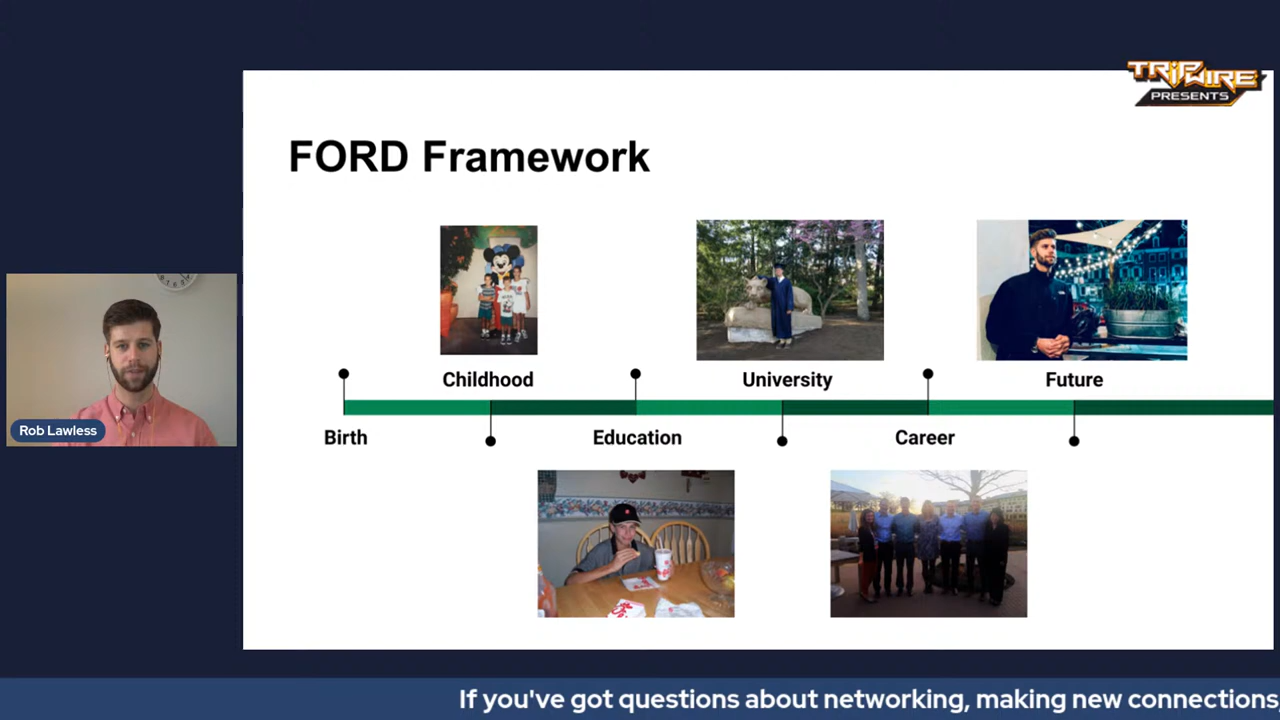 TRIPWIRE
PRESENTS
FORD Framework
Childhood
University
Future
Birth
Education
Career
Rob Lawless
If you've got questions about networking, making new connections,